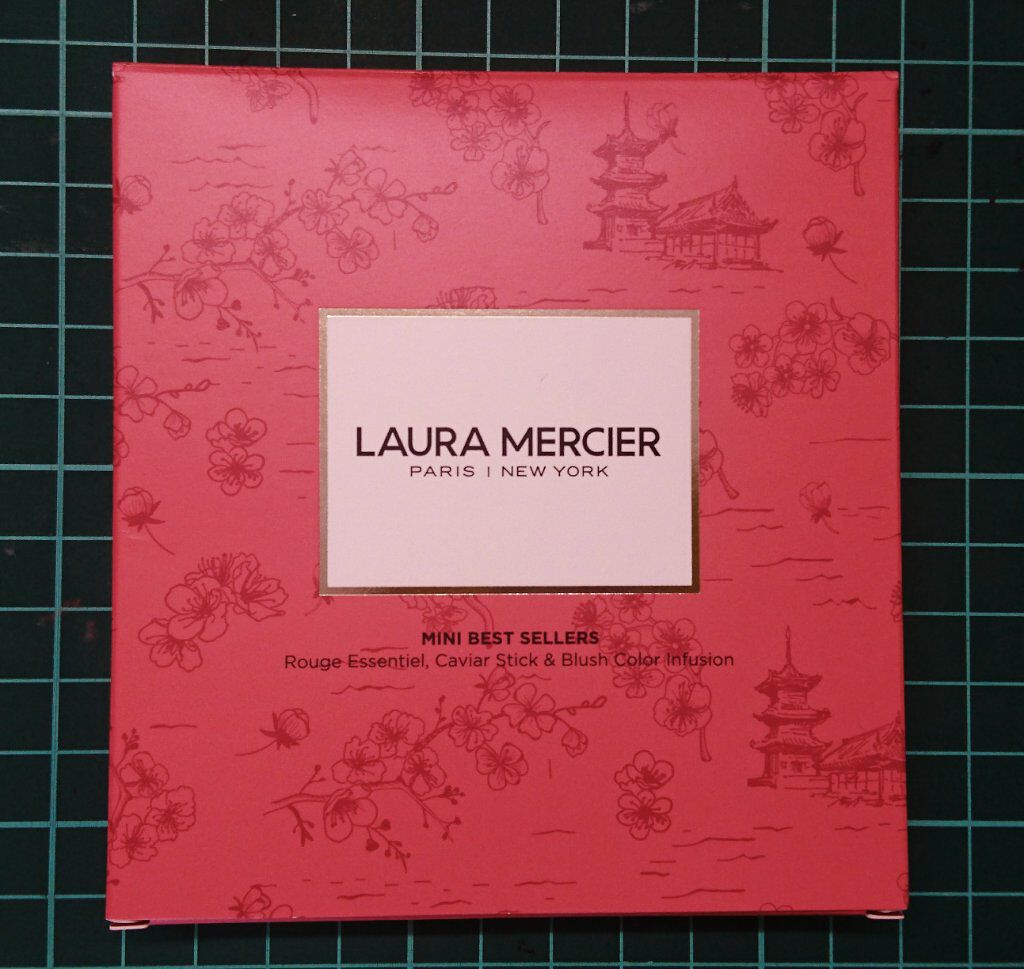 LAURA MERCIER
PARIS | NEW YORK
MINI BEST SELLERS
Rouge Essentiel, Caviar Stick & Blush Color Infusion